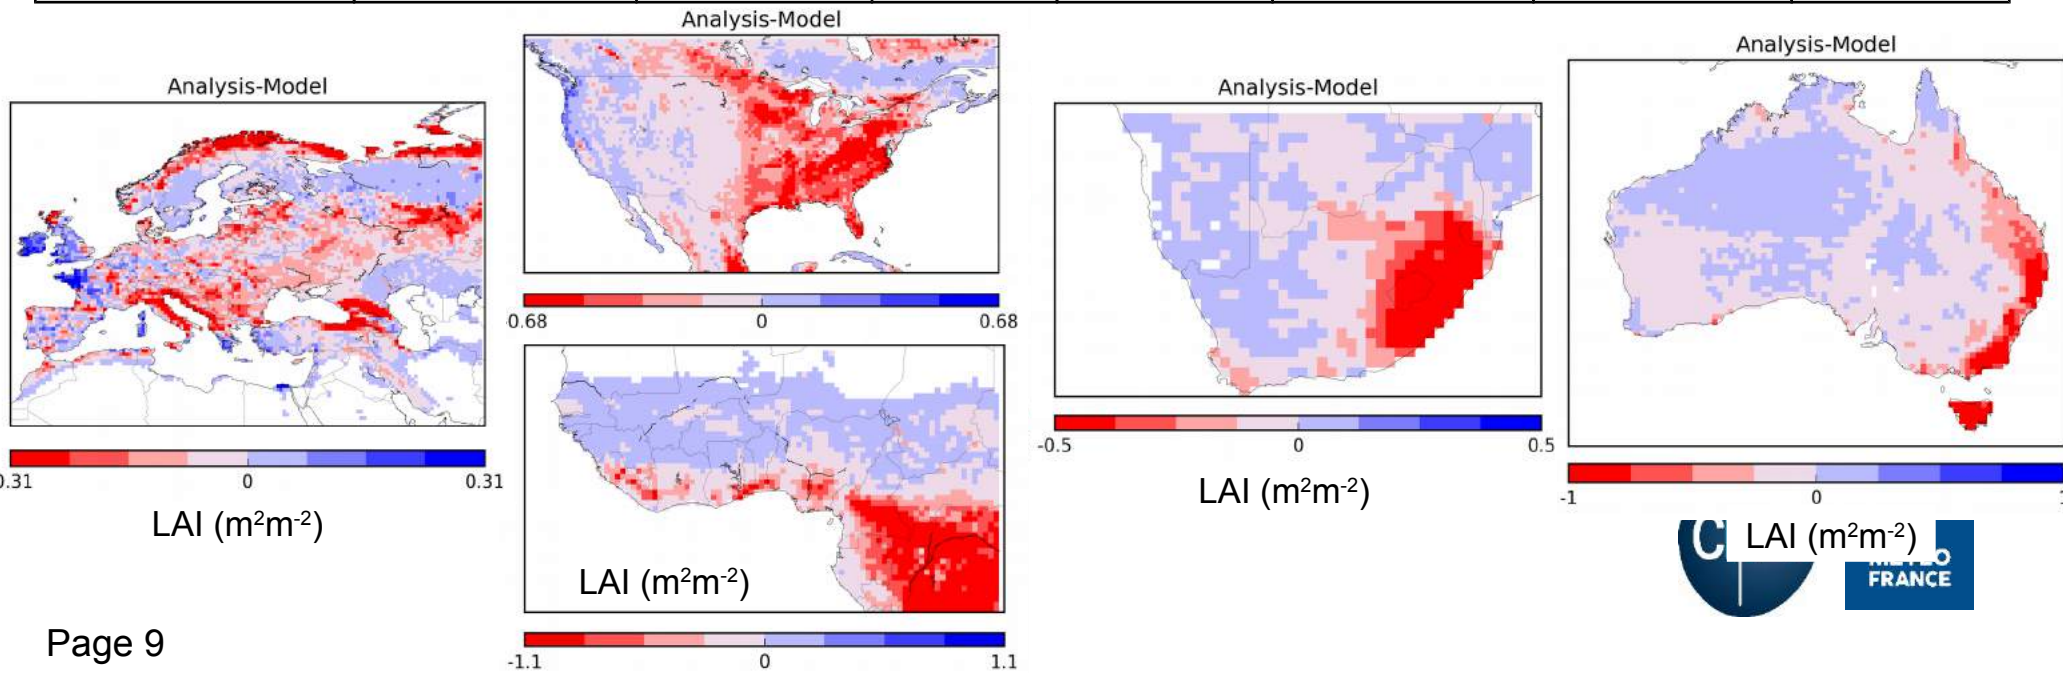 Analysis-Model
0.31 0 0.31
LAI (m²m⁻²)
Analysis-Model
0.68 0 0.68
LAI (m²m⁻²)
-1.1 0 1.1
Analysis-Model
-0.5 0 0.5
LAI (m²m⁻²)
Analysis-Model
-1 0
LAI (m²m⁻²)
C
FRANCE
Page 9